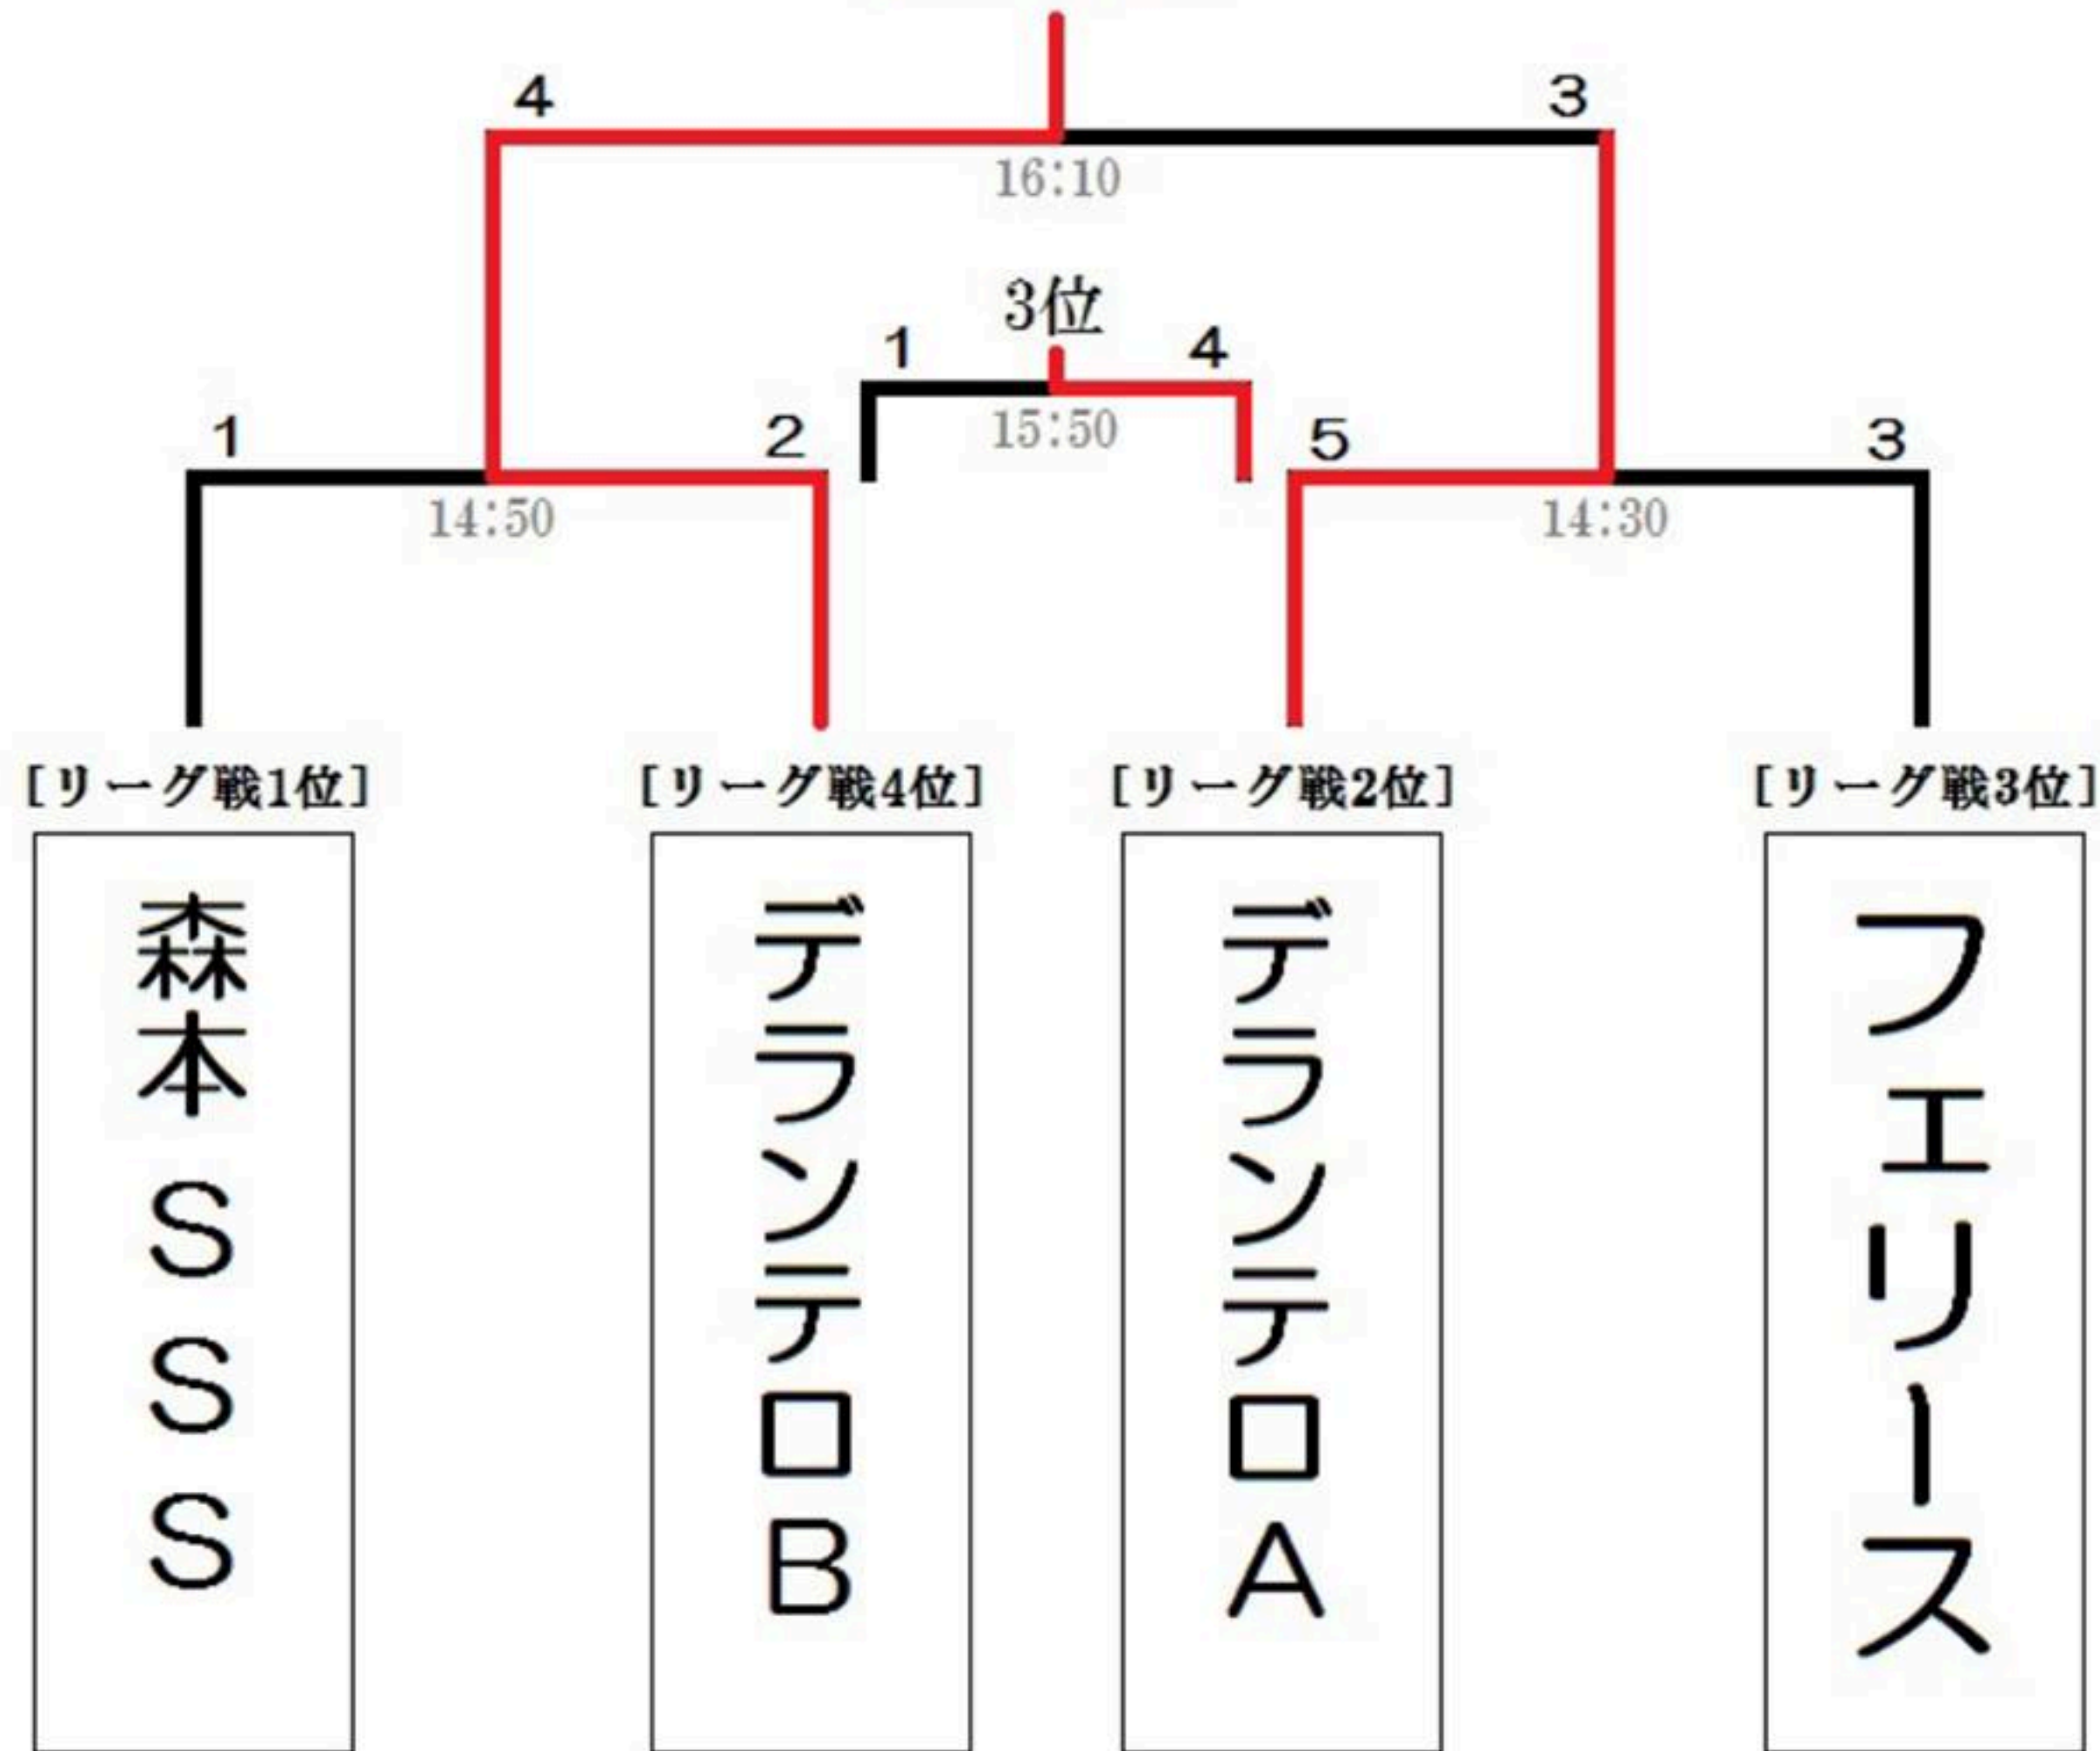 4 3
16:10
3位
1 4
15:50
1 2
14:50
5 3
14:30
[リーグ戦1位]
[リーグ戦4位]
[リーグ戦2位]
[リーグ戦3位]
森本SSS
デランテロB
デランテロA
フェリース